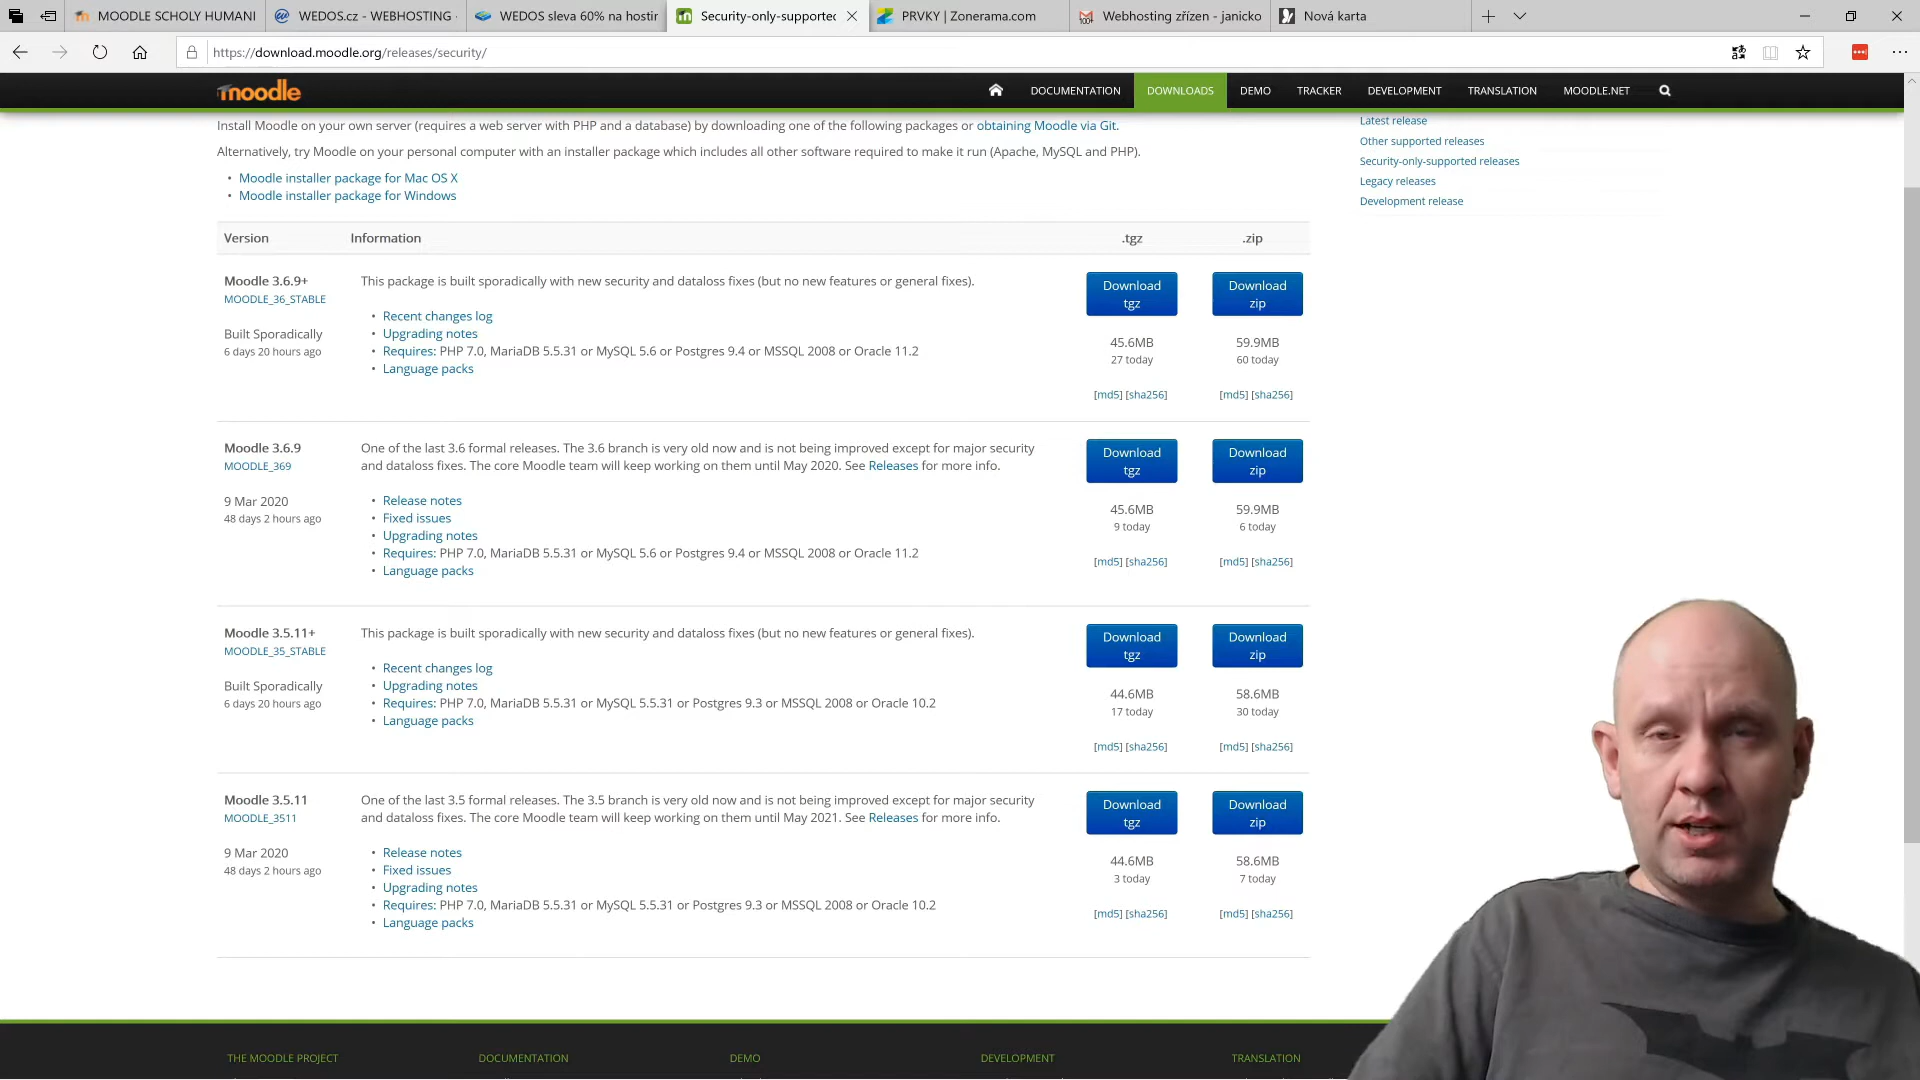 MOODLE SCHOLY HUMANI
WEDOS.cz - WEBHOSTING
WEDOS sleva 60% na hostin
Security-only-supported
PRVKY | Zonerama.com
Webhosting zřízen - janicko
Nová karta
https://download.moodle.org/releases/security/
moodle
DOCUMENTATION
DOWNLOADS
DEMO
TRACKER
DEVELOPMENT
TRANSLATION
MOODLE.NET
Install Moodle on your own server (requires a web server with PHP and a database) by downloading one of the following packages or obtaining Moodle via Git.
Alternatively, try Moodle on your personal computer with an installer package which includes all other software required to make it run (Apache, MySQL and PHP).
• Moodle installer package for Mac OS X
• Moodle installer package for Windows
Latest release
Other supported releases
Security-only-supported releases
Legacy releases
Development release
Version Information .tgz .zip
Moodle 3.6.9+
MOODLE_36_STABLE
Built Sporadically
6 days 20 hours ago
This package is built sporadically with new security and dataloss fixes (but no new features or general fixes).
• Recent changes log
• Upgrading notes
• Requires: PHP 7.0, MariaDB 5.5.31 or MySQL 5.6 or Postgres 9.4 or MSSQL 2008 or Oracle 11.2
• Language packs
Download
tgz
45.6MB
27 today
[md5] [sha256]
Download
zip
59.9MB
60 today
[md5] [sha256]
Moodle 3.6.9
MOODLE_369
9 Mar 2020
48 days 2 hours ago
One of the last 3.6 formal releases. The 3.6 branch is very old now and is not being improved except for major security
and dataloss fixes. The core Moodle team will keep working on them until May 2020. See Releases for more info.
• Release notes
• Fixed issues
• Upgrading notes
• Requires: PHP 7.0, MariaDB 5.5.31 or MySQL 5.6 or Postgres 9.4 or MSSQL 2008 or Oracle 11.2
• Language packs
Download
tgz
45.6MB
9 today
[md5] [sha256]
Download
zip
59.9MB
6 today
[md5] [sha256]
Moodle 3.5.11+
MOODLE_35_STABLE
Built Sporadically
6 days 20 hours ago
This package is built sporadically with new security and dataloss fixes (but no new features or general fixes).
• Recent changes log
• Upgrading notes
• Requires: PHP 7.0, MariaDB 5.5.31 or MySQL 5.5.31 or Postgres 9.3 or MSSQL 2008 or Oracle 10.2
• Language packs
Download
tgz
44.6MB
17 today
[md5] [sha256]
Download
zip
58.6MB
30 today
[md5] [sha256]
Moodle 3.5.11
MOODLE_3511
9 Mar 2020
48 days 2 hours ago
One of the last 3.5 formal releases. The 3.5 branch is very old now and is not being improved except for major security
and dataloss fixes. The core Moodle team will keep working on them until May 2021. See Releases for more info.
• Release notes
• Fixed issues
• Upgrading notes
• Requires: PHP 7.0, MariaDB 5.5.31 or MySQL 5.5.31 or Postgres 9.3 or MSSQL 2008 or Oracle 10.2
• Language packs
Download
tgz
44.6MB
3 today
[md5] [sha256]
Download
zip
58.6MB
7 today
[md5] [sha256]
THE MOODLE PROJECT
DOCUMENTATION
DEMO
DEVELOPMENT
TRANSLATION